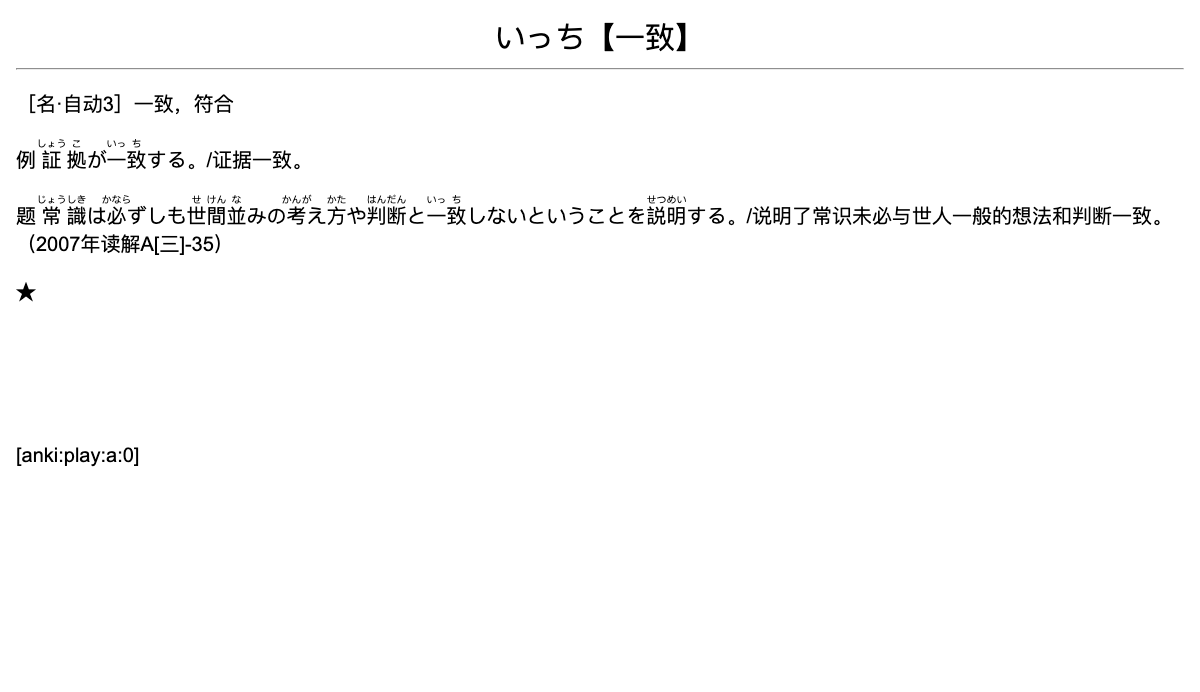 いっち【一致】
［名·自动3］一致，符合
例証拠が一致する。/证据一致。
题常識は必ずしも世間並みの考え方や判断と一致しないということを説明する。/说明了常识未必与世人一般的想法和判断一致。
（2007年读解A[三]-35）
★
[anki:play:a:0]